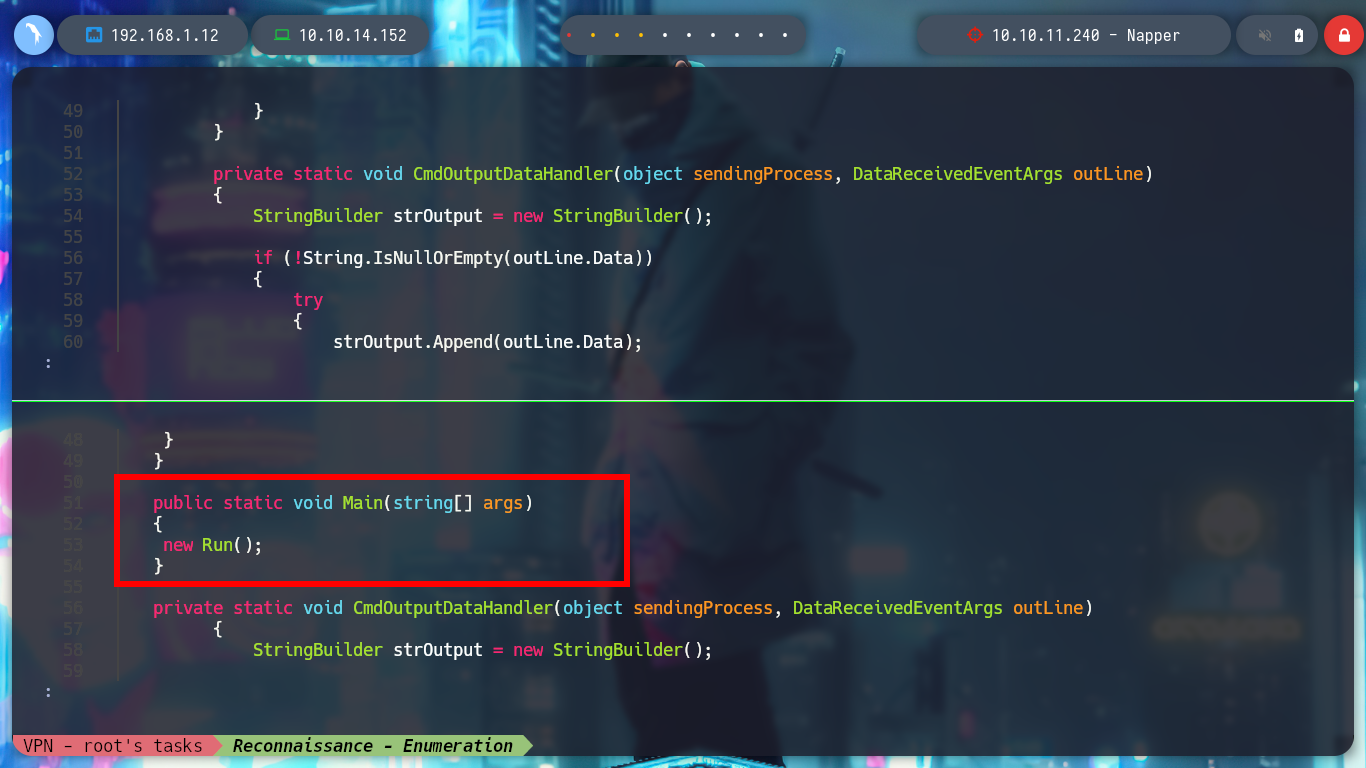 192.168.1.12 10.10.14.152 10.10.11.240 - Napper
49 }
50 }
51
52 private static void CmdOutputDataHandler(object sendingProcess, DataReceivedEventArgs outLine)
53 {
54 StringBuilder strOutput = new StringBuilder();
55
56 if (!String.IsNullOrEmpty(outLine.Data))
57 {
58 try
59 {
60 strOutput.Append(outLine.Data);
:
48 }
49 }
50
51 public static void Main(string[] args)
52 {
53 new Run();
54 }
55
56 private static void CmdOutputDataHandler(object sendingProcess, DataReceivedEventArgs outLine)
57 {
58 StringBuilder strOutput = new StringBuilder();
59
:
VPN - root's tasks Reconnaissance - Enumeration